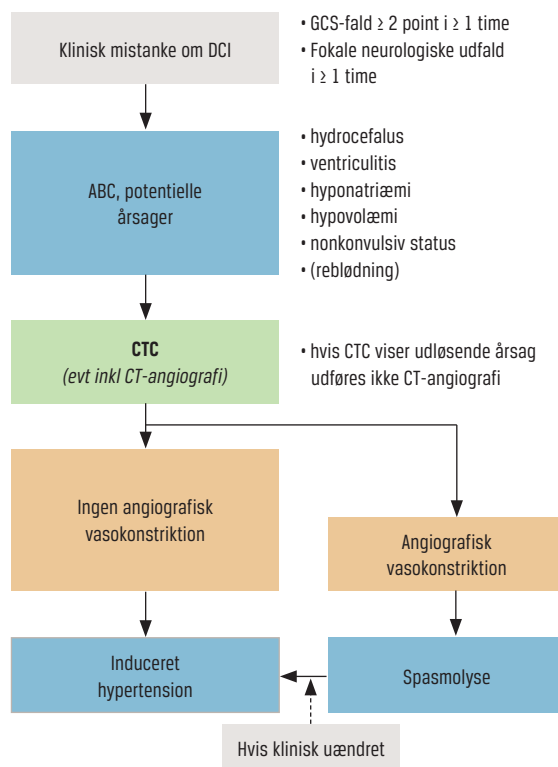 Klinisk mistanke om DCI
• GCS-fald ≥ 2 point i ≥ 1 time
• Fokale neurologiske udfald
i ≥ 1 time
ABC, potentielle
årsager
• hydrocefalus
• ventriculitis
• hyponatriæmi
• hypovolæmi
• nonkonvulsiv status
• (reblødning)
CTC
(evt inkl CT-angiografi)
• hvis CTC viser udløsende årsag
udføres ikke CT-angiografi
Ingen angiografisk
vasokonstriktion
Angiografisk
vasokonstriktion
Induceret
hypertension
Spasmolyse
Hvis klinisk uændret